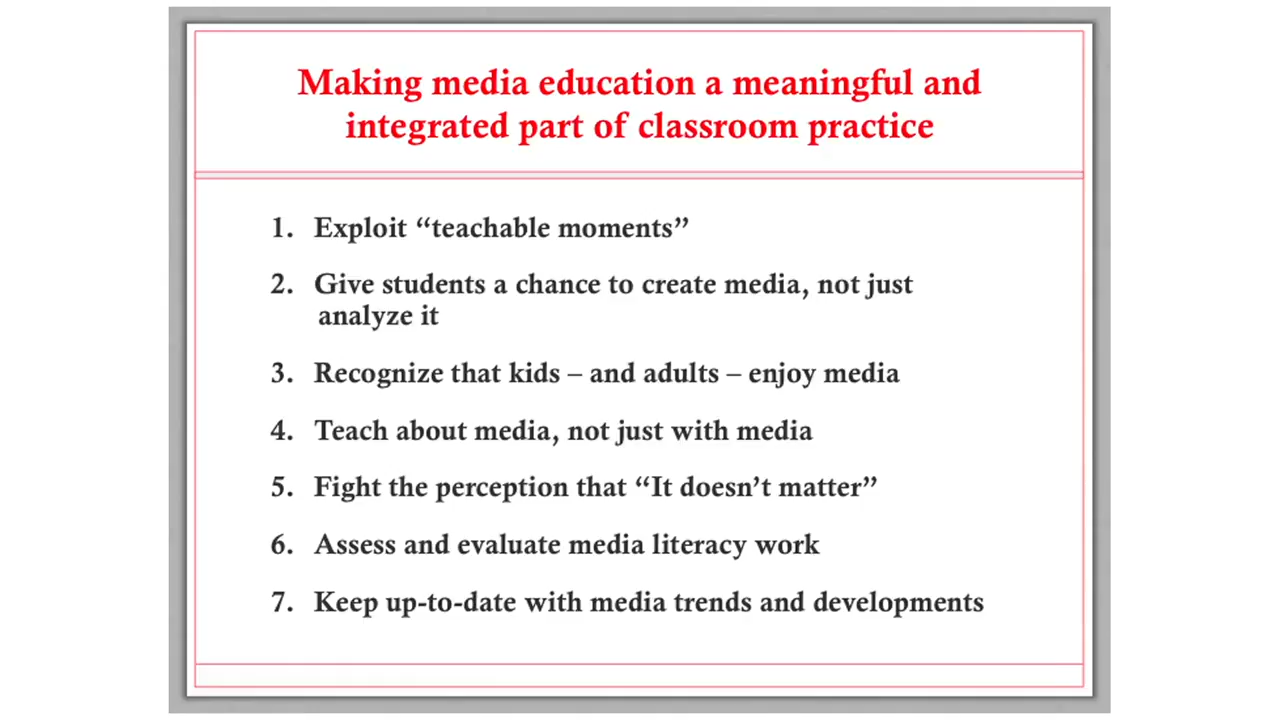 Making media education a meaningful and
integrated part of classroom practice
1. Exploit “teachable moments”
2. Give students a chance to create media, not just
analyze it
3. Recognize that kids – and adults – enjoy media
4. Teach about media, not just with media
5. Fight the perception that “It doesn’t matter”
6. Assess and evaluate media literacy work
7. Keep up-to-date with media trends and developments